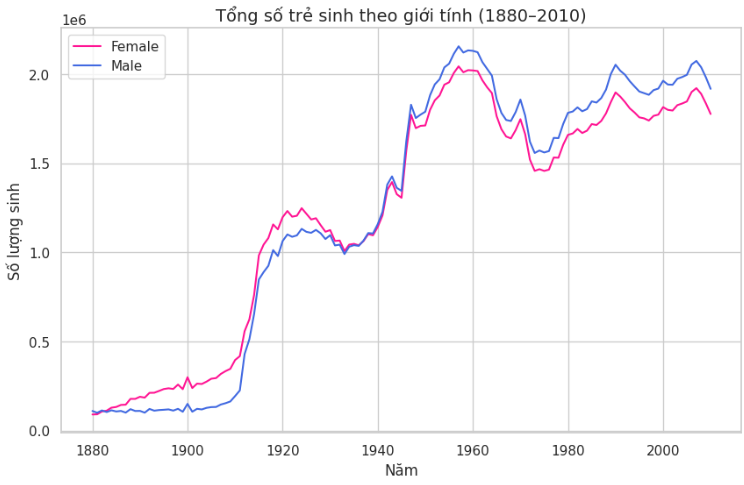 Tổng số trẻ sinh theo giới tính (1880–2010)
1e6
Female
Male
2.0
1.5
1.0
0.5
0.0
Số lượng sinh
1880
1900
1920
1940
1960
1980
2000
Năm